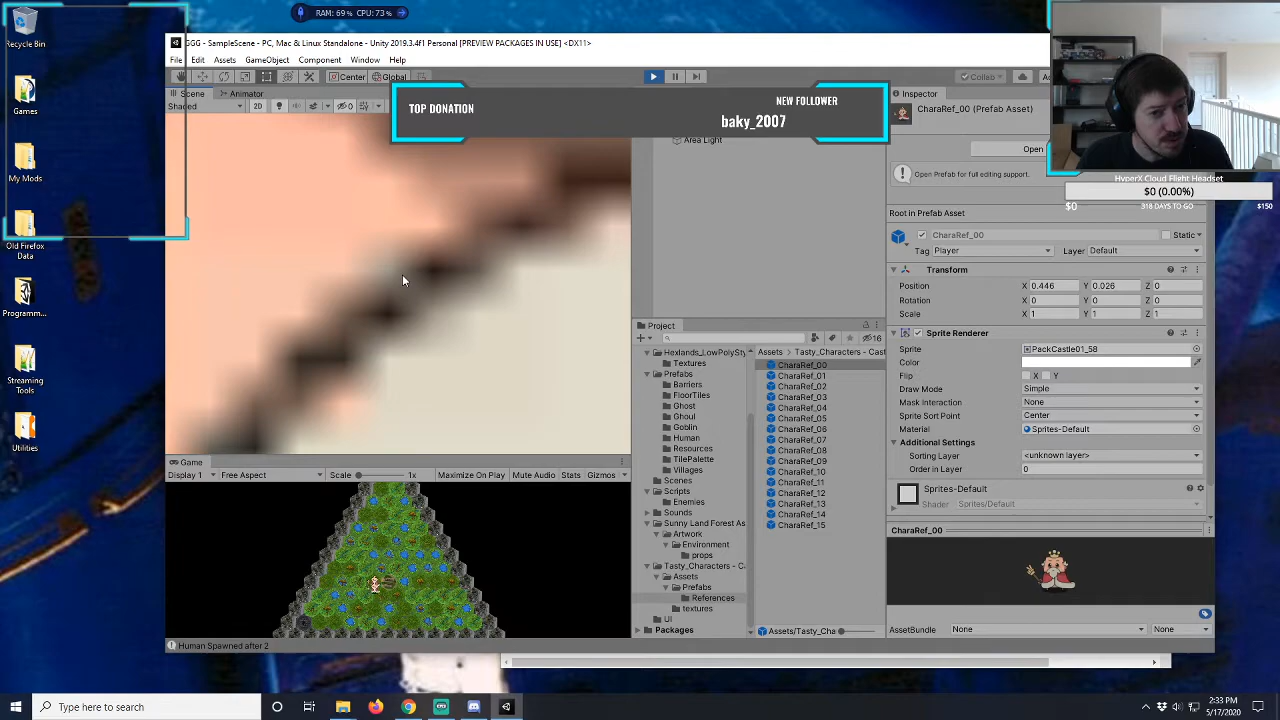 RAM: 69% CPU: 73%
Recycle Bin
Games
My Mods
Old Firefox
Data
Programm...
Streaming
Tools
Utilities
GGG - SampleScene - PC, Mac & Linux Standalone - Unity 2019.3.4f1 Personal [PREVIEW PACKAGES IN USE] <DX11>
File Edit Assets GameObject Component Window Help
Center Global
Collab
Scene Animator
Shaded 2D 0
TOP DONATION
NEW FOLLOWER
baky_2007
Area Light
Inspector
CharaRef_00 (Prefab Asset)
Open
Open Prefab for full editing support.
HyperX Cloud Flight Headset
$0 (0.00%)
$0 318 DAYS TO GO $150
Root in Prefab Asset
CharaRef_00 Static
Tag Player Layer Default
Transform
Position X 0.446 Y 0.026 Z 0
Rotation X 0 Y 0 Z 0
Scale X 1 Y 1 Z 1
Sprite Renderer
Sprite PackCastle01_58
Color
Flip X Y
Draw Mode Simple
Mask Interaction None
Sprite Sort Point Center
Material Sprites-Default
Additional Settings
Sorting Layer <unknown layer>
Order in Layer 0
Sprites-Default
Shader Sprites/Default
CharaRef_00
AssetBundle None None
Project
16
Hexlands_LowPolySty
Textures
Prefabs
Barriers
FloorTiles
Ghost
Ghoul
Goblin
Human
Resources
TilePalette
Villages
Scenes
Scripts
Enemies
Sounds
Sunny Land Forest As
Artwork
Environment
props
Tasty_Characters - C
Assets
Prefabs
References
textures
UI
Packages
Assets Tasty_Characters - Cast
CharaRef_00
CharaRef_01
CharaRef_02
CharaRef_03
CharaRef_04
CharaRef_05
CharaRef_06
CharaRef_07
CharaRef_08
CharaRef_09
CharaRef_10
CharaRef_11
CharaRef_12
CharaRef_13
CharaRef_14
CharaRef_15
Assets/Tasty_Cha
Game
Display 1 Free Aspect Scale 1x Maximize On Play Mute Audio Stats Gizmos
Human Spawned after 2
Type here to search
2:33 PM
5/17/2020